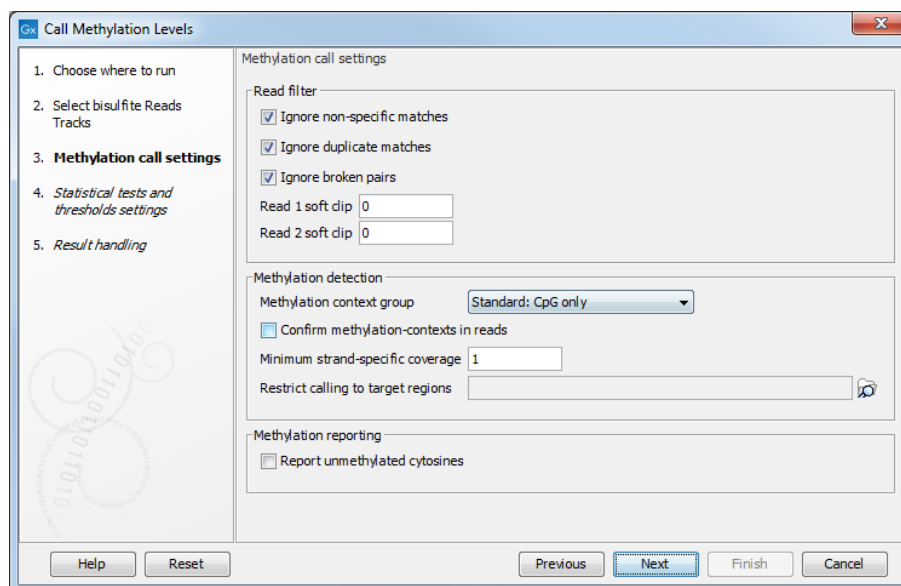 Gx Call Methylation Levels
1. Choose where to run
2. Select bisulfite Reads
Tracks
3. Methylation call settings
4. Statistical tests and
thresholds settings
5. Result handling
Methylation call settings
Read filter
Ignore non-specific matches
Ignore duplicate matches
Ignore broken pairs
Read 1 soft clip 0
Read 2 soft clip 0
Methylation detection
Methylation context group Standard: CpG only
Confirm methylation-contexts in reads
Minimum strand-specific coverage 1
Restrict calling to target regions
Methylation reporting
Report unmethylated cytosines
Help Reset Previous Next Finish Cancel